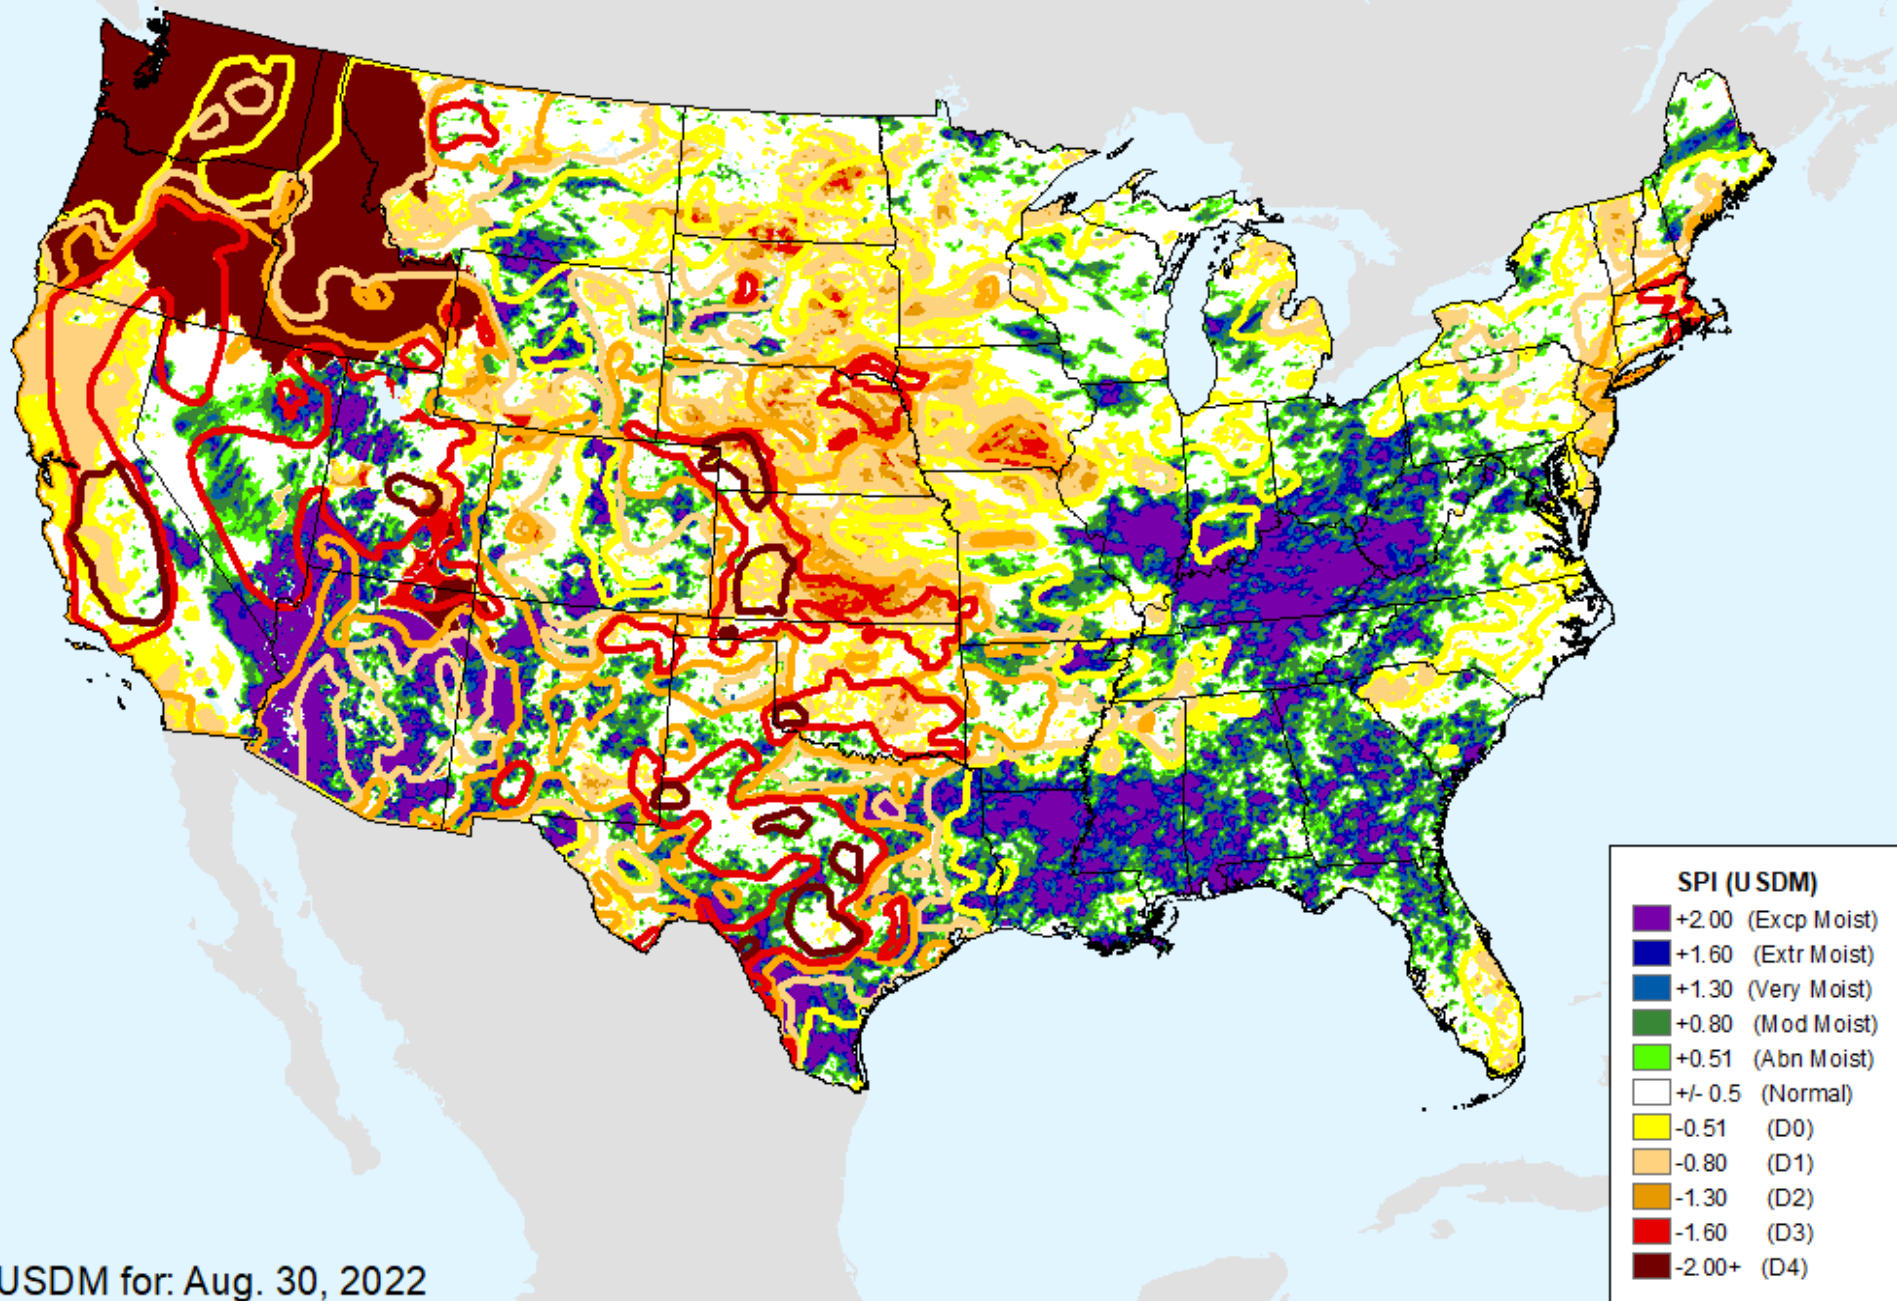 SPI (USDM)
+2.00 (Excp Moist)
+1.60 (Extr Moist)
+1.30 (Very Moist)
+0.80 (Mod Moist)
+0.51 (Abn Moist)
+/- 0.5 (Normal)
-0.51 (D0)
-0.80 (D1)
-1.30 (D2)
-1.60 (D3)
-2.00+ (D4)
USDM for: Aug. 30, 2022